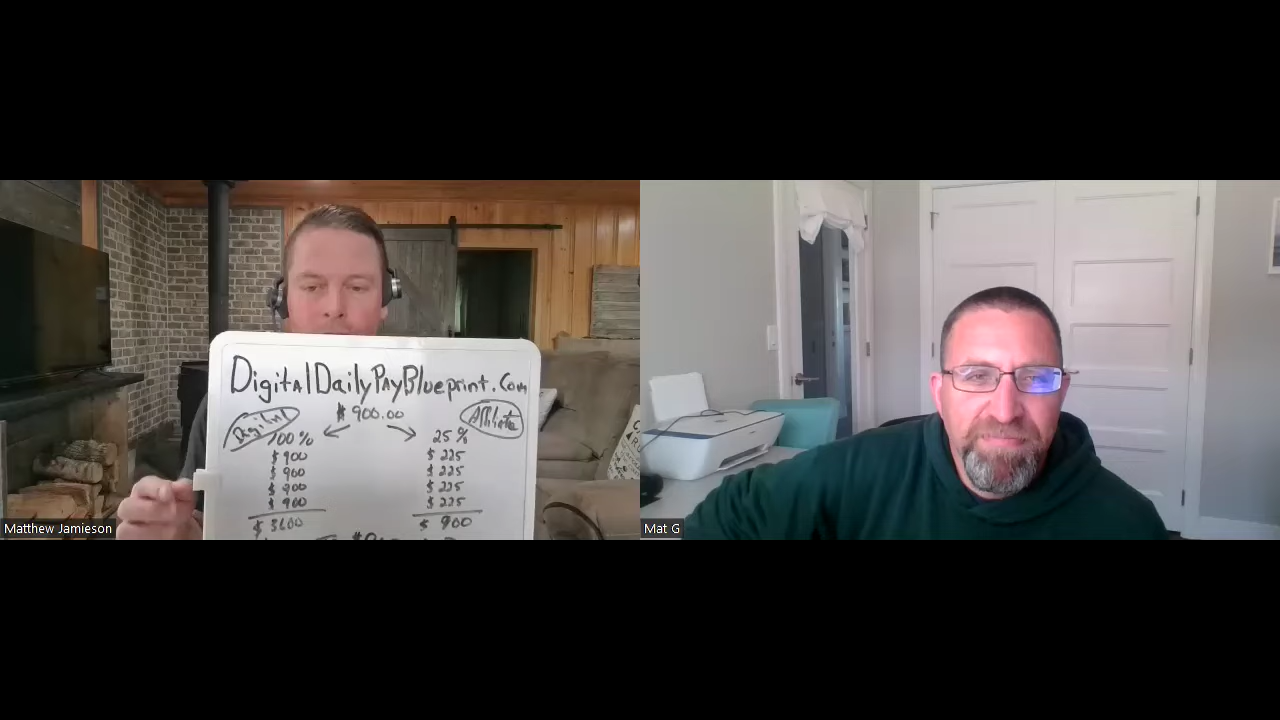 DigitalDailyPayBlueprint.Com
Digital $900.00 Affiliate
100% 25%
$900 $225
$900 $225
$900 $225
$900 $225
$3600 $900
Matthew Jamieson
Mat G